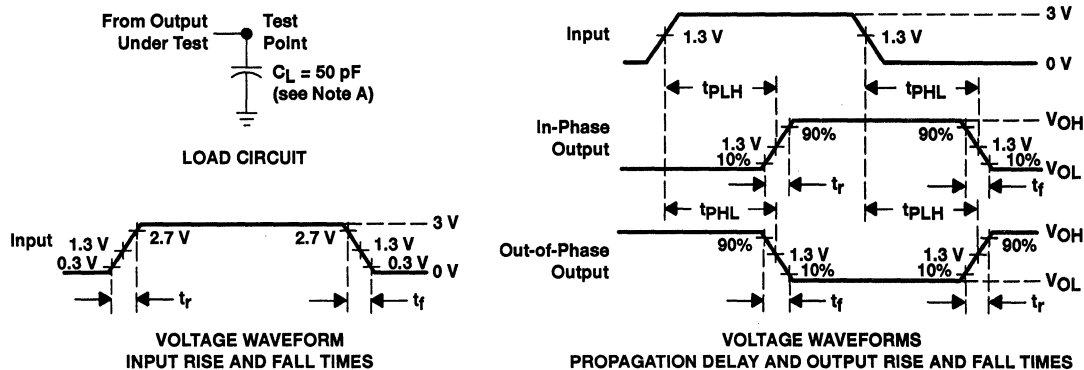 From Output
Under Test
Test
Point
CL = 50 pF
(see Note A)
LOAD CIRCUIT
Input
1.3 V
0.3 V
2.7 V
2.7 V
1.3 V
0.3 V
3 V
0 V
tr
tf
VOLTAGE WAVEFORM
INPUT RISE AND FALL TIMES
Input
1.3 V
1.3 V
3 V
0 V
tPLH
tPHL
In-Phase
Output
1.3 V
10%
90%
90%
1.3 V
10%
VOH
VOL
tr
tf
tPHL
tPLH
Out-of-Phase
Output
90%
1.3 V
10%
1.3 V
10%
90%
VOH
VOL
tf
tr
VOLTAGE WAVEFORMS
PROPAGATION DELAY AND OUTPUT RISE AND FALL TIMES